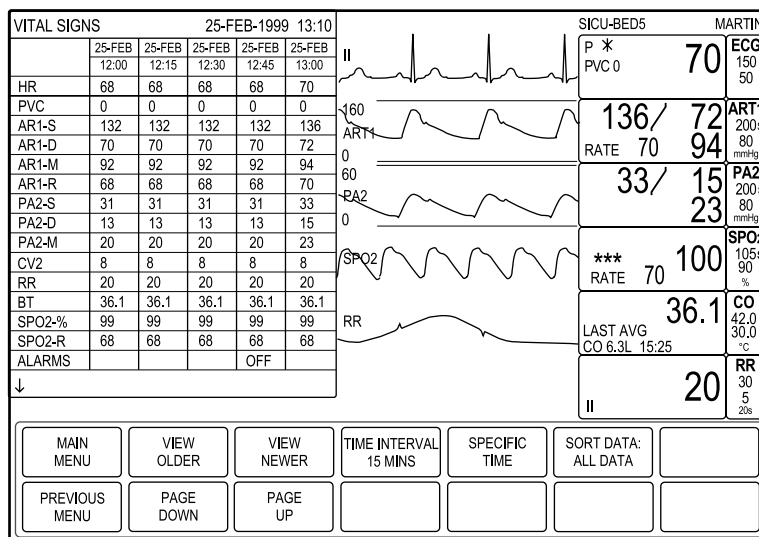 VITAL SIGNS 25-FEB-1999 13:10
25-FEB 25-FEB 25-FEB 25-FEB 25-FEB
12:00 12:15 12:30 12:45 13:00
HR 68 68 68 68 70
PVC 0 0 0 0 0
AR1-S 132 132 132 132 136
AR1-D 70 70 70 70 72
AR1-M 92 92 92 92 94
AR1-R 68 68 68 68 70
PA2-S 31 31 31 31 33
PA2-D 13 13 13 13 15
PA2-M 20 20 20 20 23
CV2 8 8 8 8 8
RR 20 20 20 20 20
BT 36.1 36.1 36.1 36.1 36.1
SPO2-% 99 99 99 99 99
SPO2-R 68 68 68 68 68
ALARMS OFF
↓
II
160
ART1
0
60
PA2
0
SPO2
RR
SICU-BED5 MARTIN
P *
PVC 0
70
ECG
150
50
136/ 72
RATE 70 94
ART1
200s
80
mmHg
33/ 15
23
PA2
200s
80
mmHg
*** 100
RATE 70
SPO2
105s
90
%
36.1
LAST AVG
CO 6.3L 15:25
CO
42.0
30.0
°C
20
II
RR
30
5
20s
MAIN MENU
VIEW OLDER
VIEW NEWER
TIME INTERVAL 15 MINS
SPECIFIC TIME
SORT DATA: ALL DATA
PREVIOUS MENU
PAGE DOWN
PAGE UP